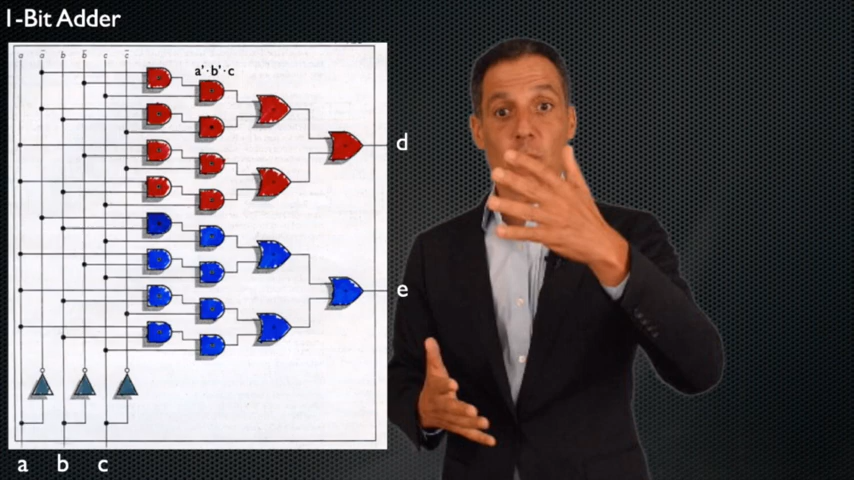 1-Bit Adder
a a̅ b b̅ c c̅
a'·b'·c
d
e
a b c